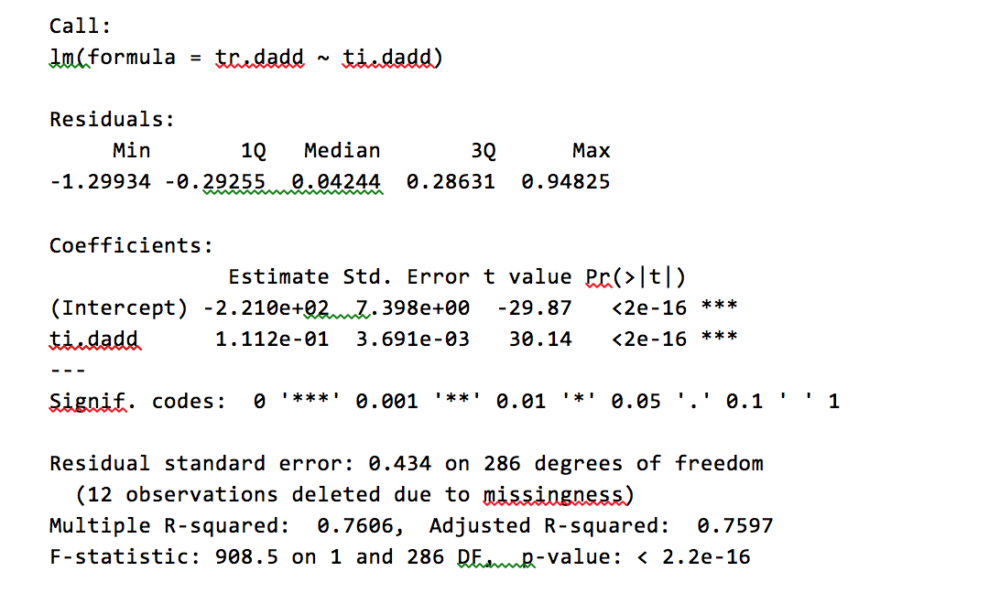 Call:
lm(formula = tr.dadd ~ ti.dadd)
Residuals:
Min 1Q Median 3Q Max
-1.29934 -0.29255 0.04244 0.28631 0.94825
Coefficients:
Estimate Std. Error t value Pr(>|t|)
(Intercept) -2.210e+02 7.398e+00 -29.87 <2e-16 ***
ti.dadd 1.112e-01 3.691e-03 30.14 <2e-16 ***
---
Signif. codes: 0 '***' 0.001 '**' 0.01 '*' 0.05 '.' 0.1 ' ' 1
Residual standard error: 0.434 on 286 degrees of freedom
(12 observations deleted due to missingness)
Multiple R-squared: 0.7606, Adjusted R-squared: 0.7597
F-statistic: 908.5 on 1 and 286 DF, p-value: < 2.2e-16